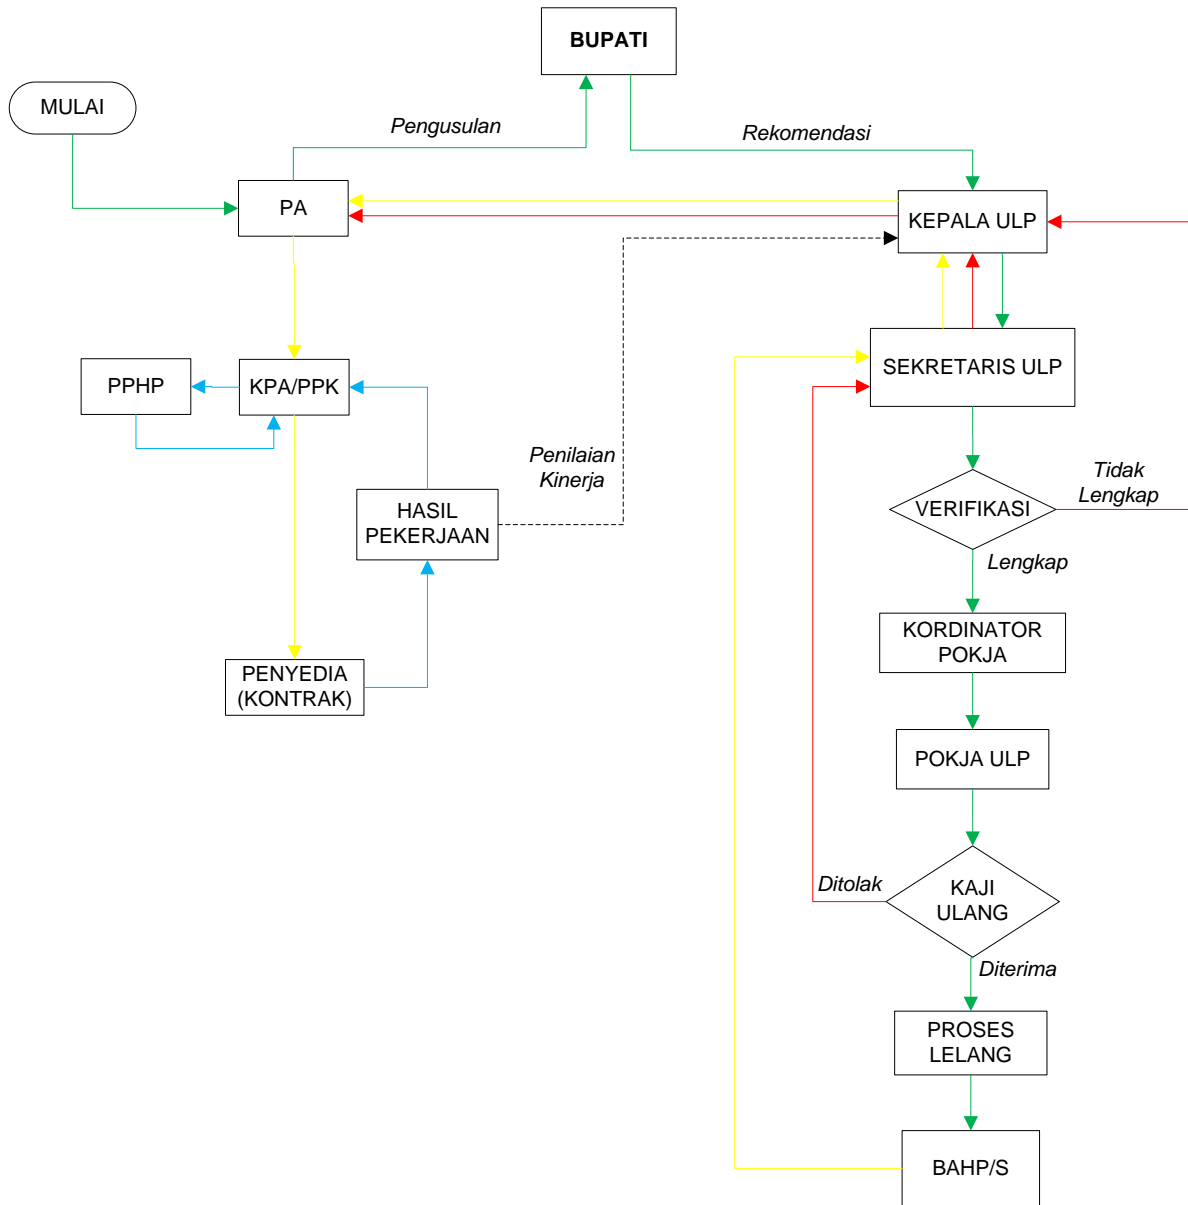 BUPATI
MULAI
Pengusulan
Rekomendasi
PA
KEPALA ULP
PPHP
KPA/PPK
SEKRETARIS ULP
Penilaian
Kinerja
HASIL
PEKERJAAN
VERIFIKASI
Tidak
Lengkap
Lengkap
KORDINATOR
POKJA
PENYEDIA
(KONTRAK)
POKJA ULP
Ditolak
KAJI
ULANG
Diterima
PROSES
LELANG
BAHP/S